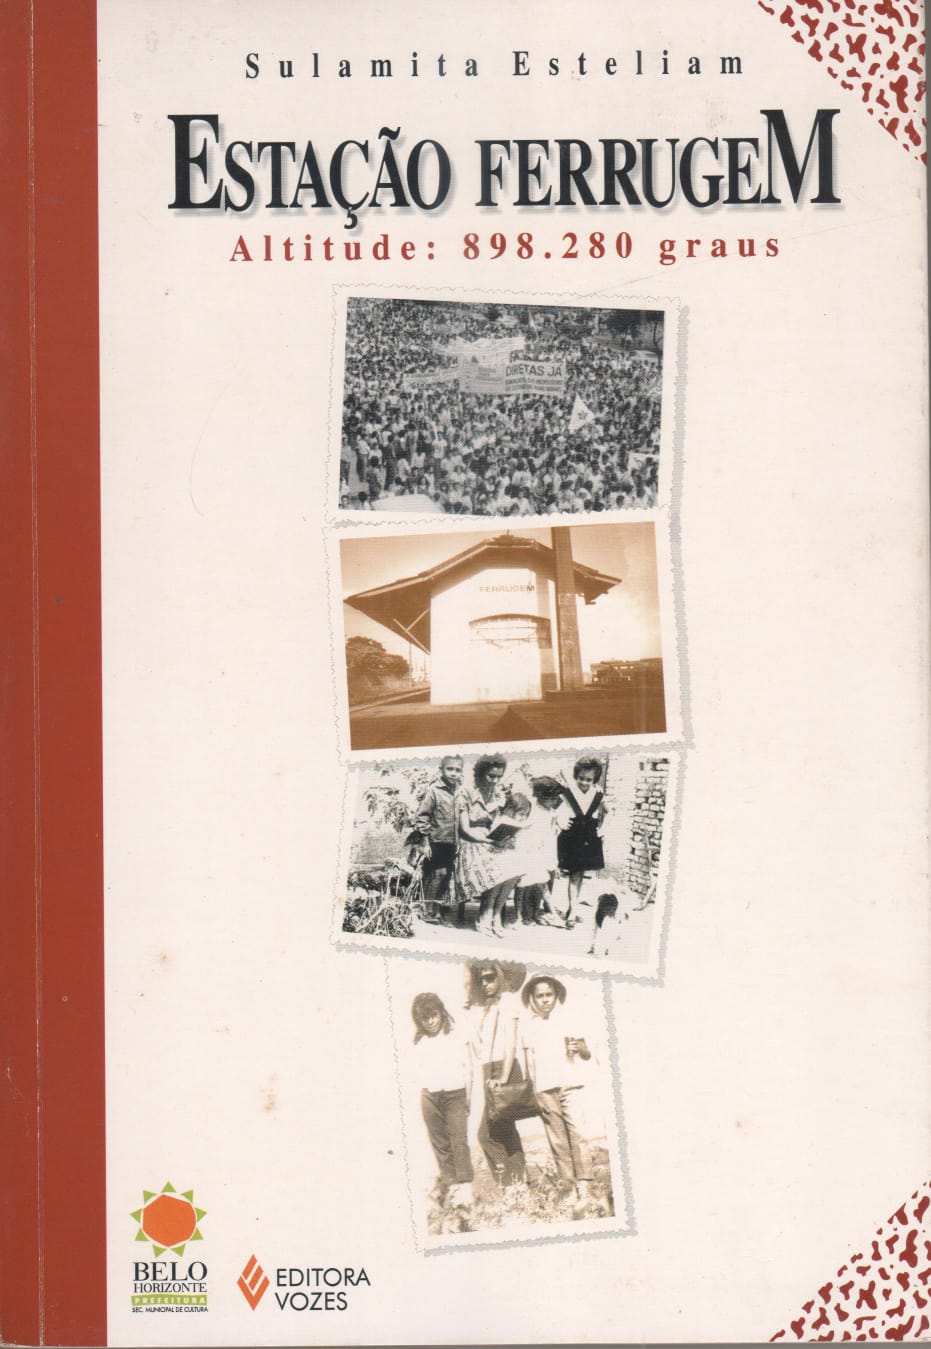 Sulamita Esteliam
ESTAÇÃO FERRUGEM
Altitude: 898.280 graus
DIRETAS JÁ
FERRUGEM
BELO
HORIZONTE
PREFEITURA
SEC. MUNICIPAL DE CULTURA
EDITORA
VOZES